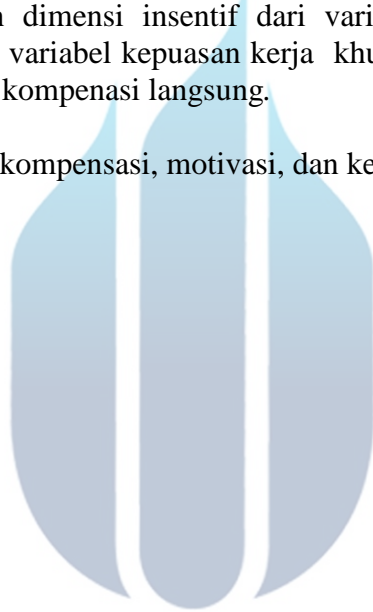 dimensi insentif dari vari
variabel kepuasan kerja khu
kompenasi langsung.
kompensasi, motivasi, dan ke